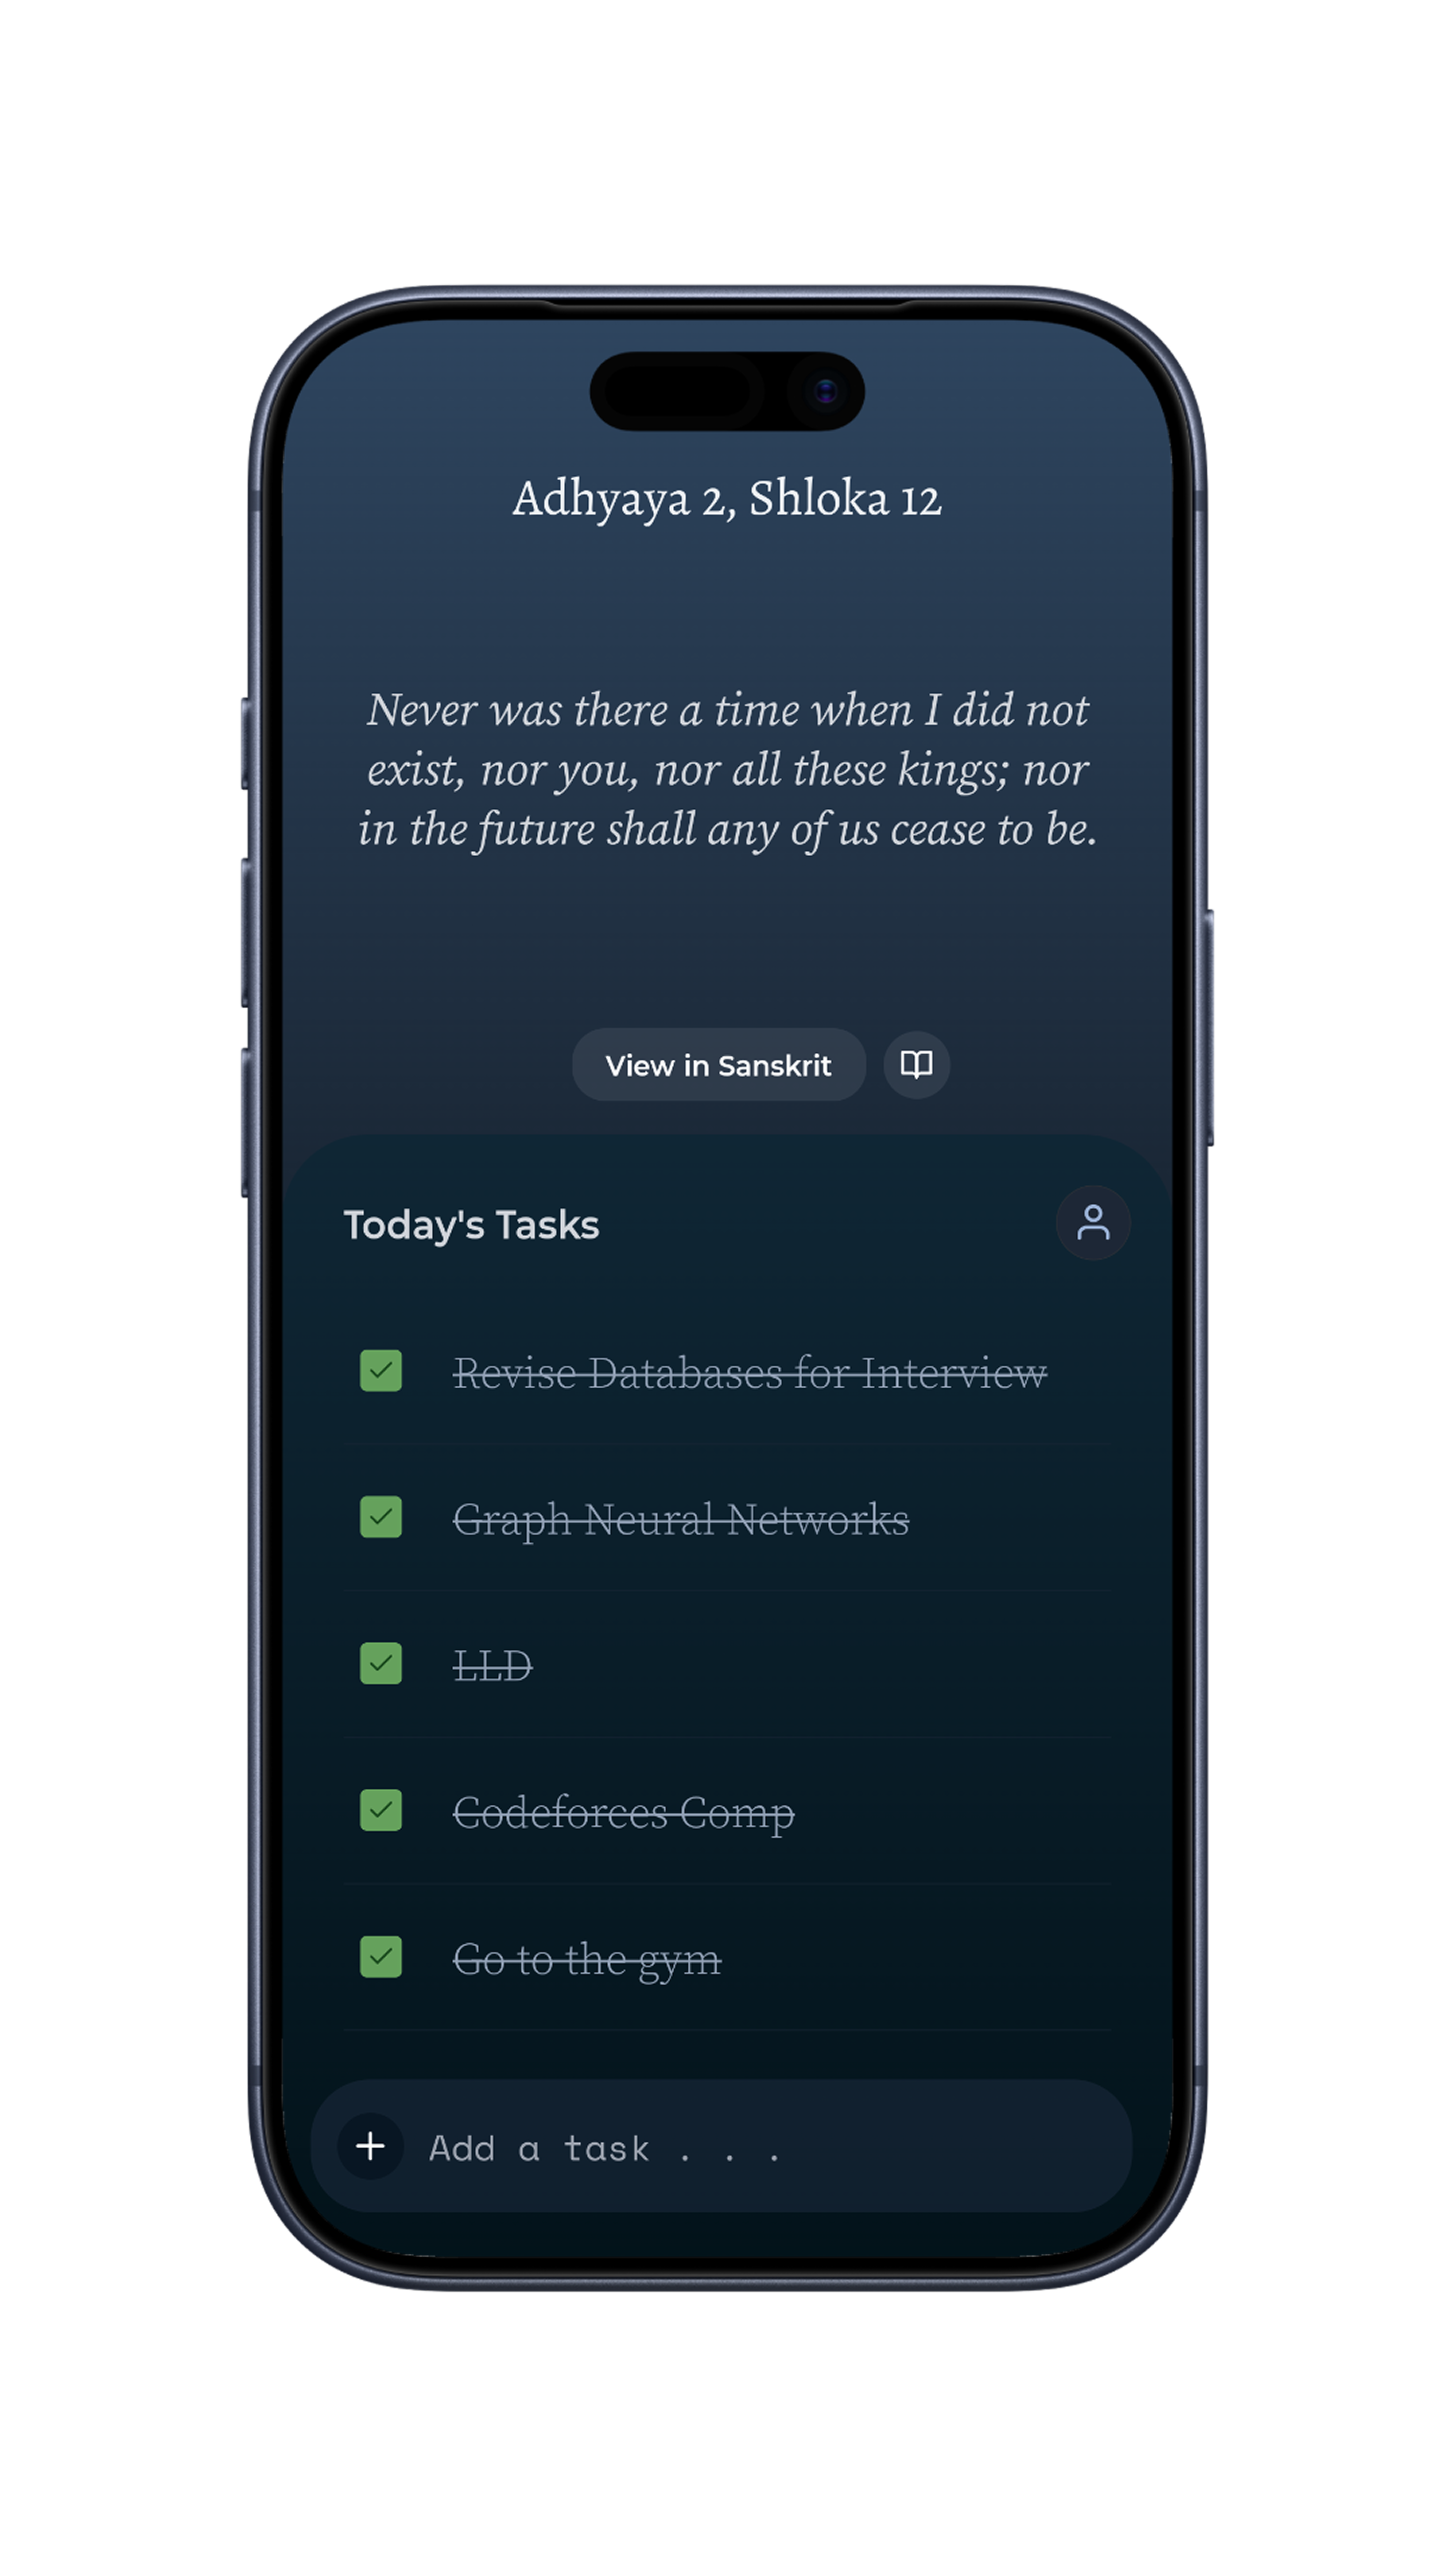 Adhyaya 2, Shloka 12
Never was there a time when I did not
exist, nor you, nor all these kings; nor
in the future shall any of us cease to be.
View in Sanskrit
Today's Tasks
Revise Databases for Interview
Graph Neural Networks
LLD
Codeforces Comp
Go to the gym
Add a task . . .